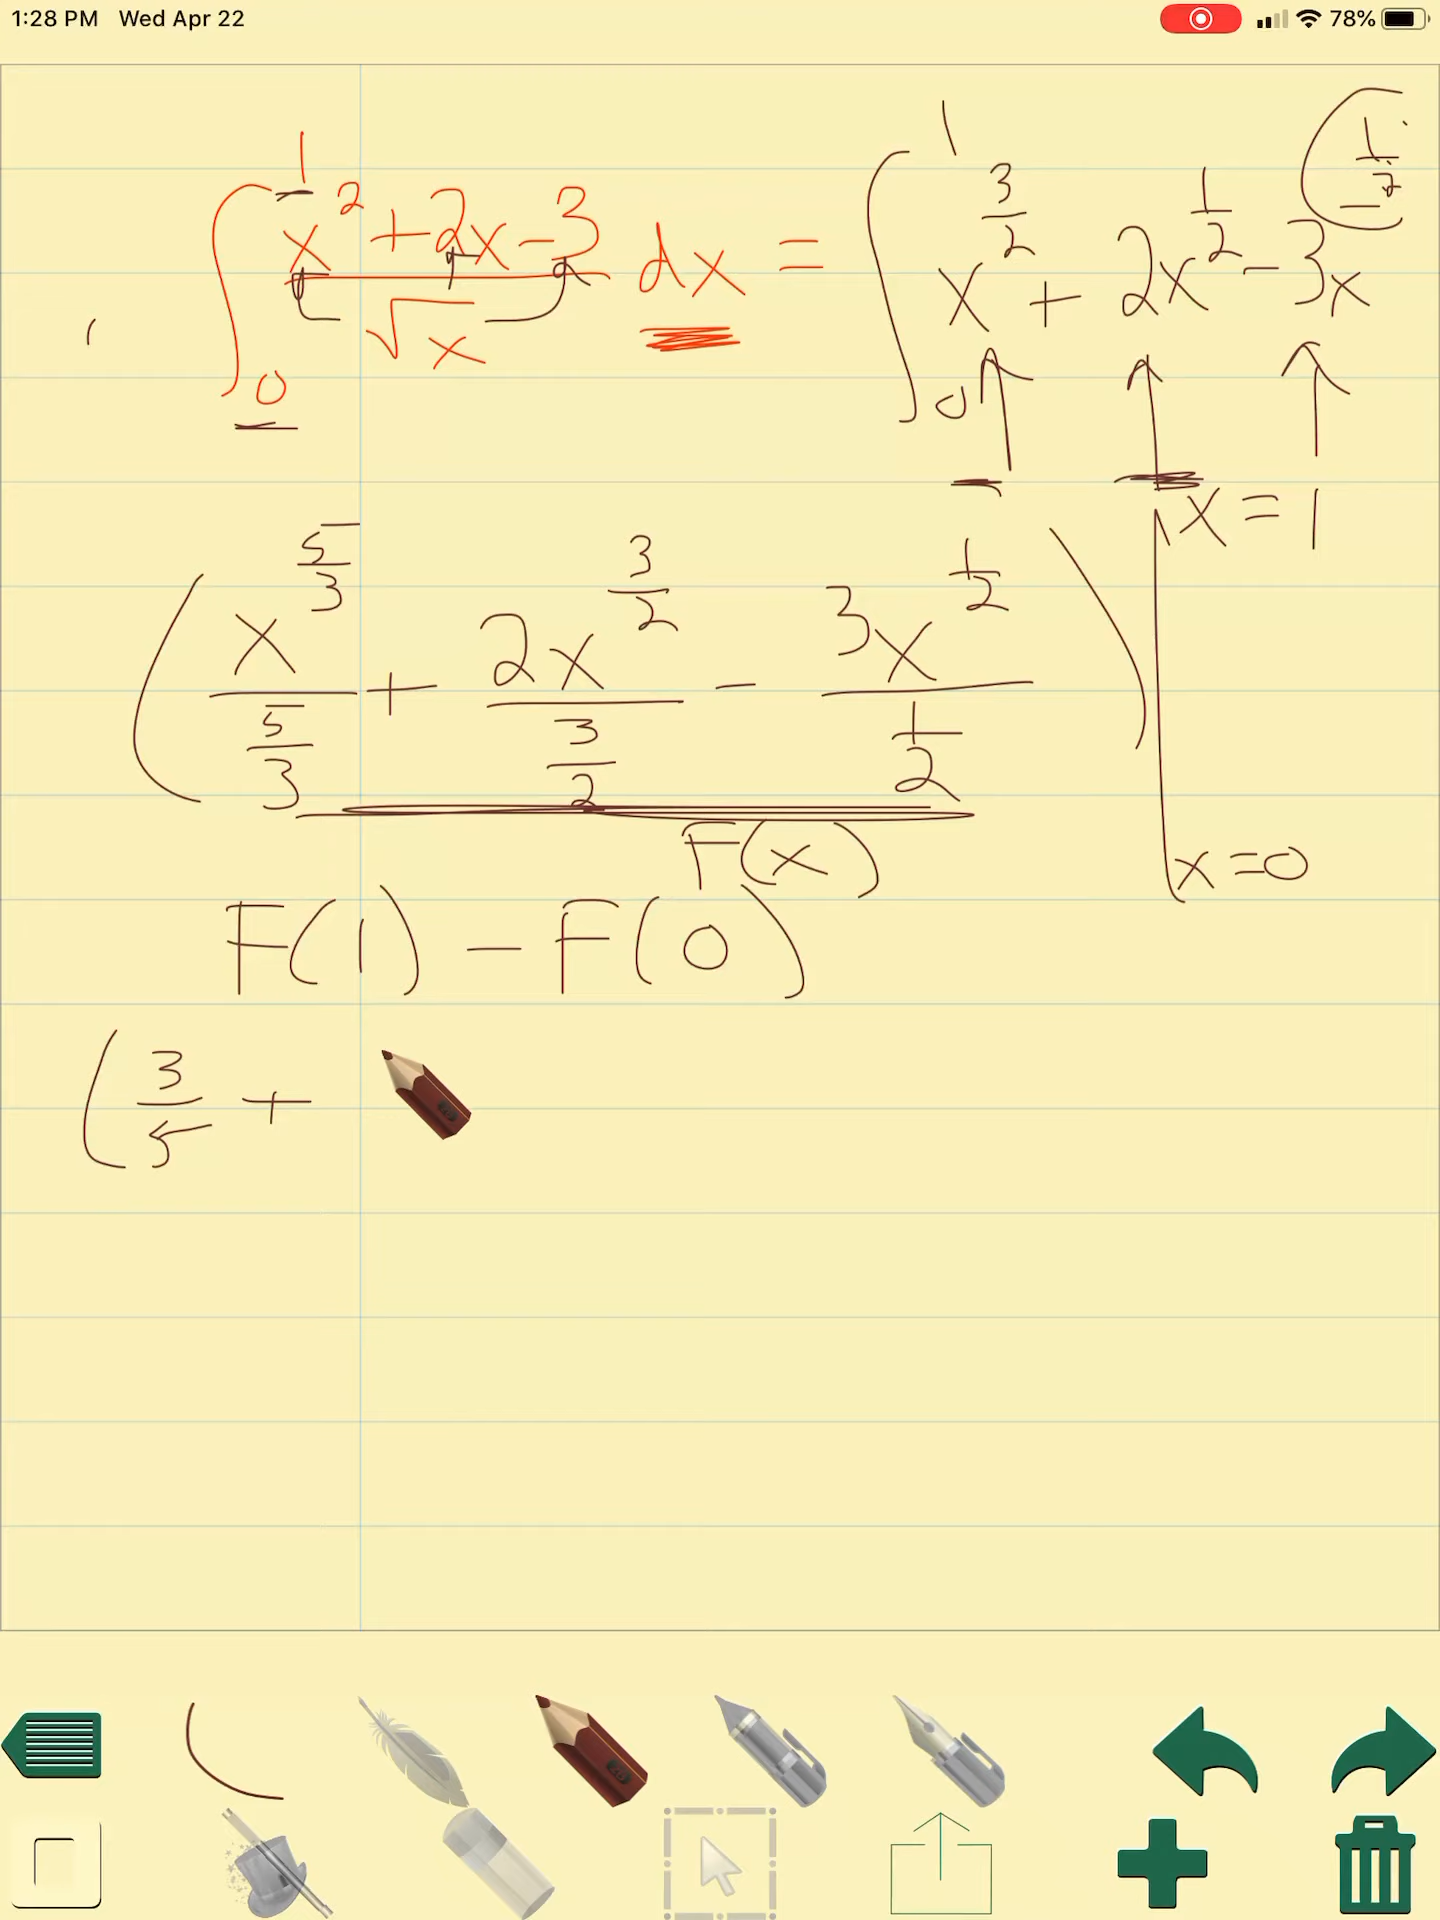 1:28 PM Wed Apr 22 78%
∫₀¹ (x² + 2x - 3)/√x dx = ∫₀¹ x^(3/2) + 2x^(1/2) - 3x^(-1/2)
(x^(5/3)/(5/3) + 2x^(3/2)/(3/2) - 3x^(1/2)/(1/2)) | x=1 x=0
F(x)
F(1) - F(0)
(3/5 +